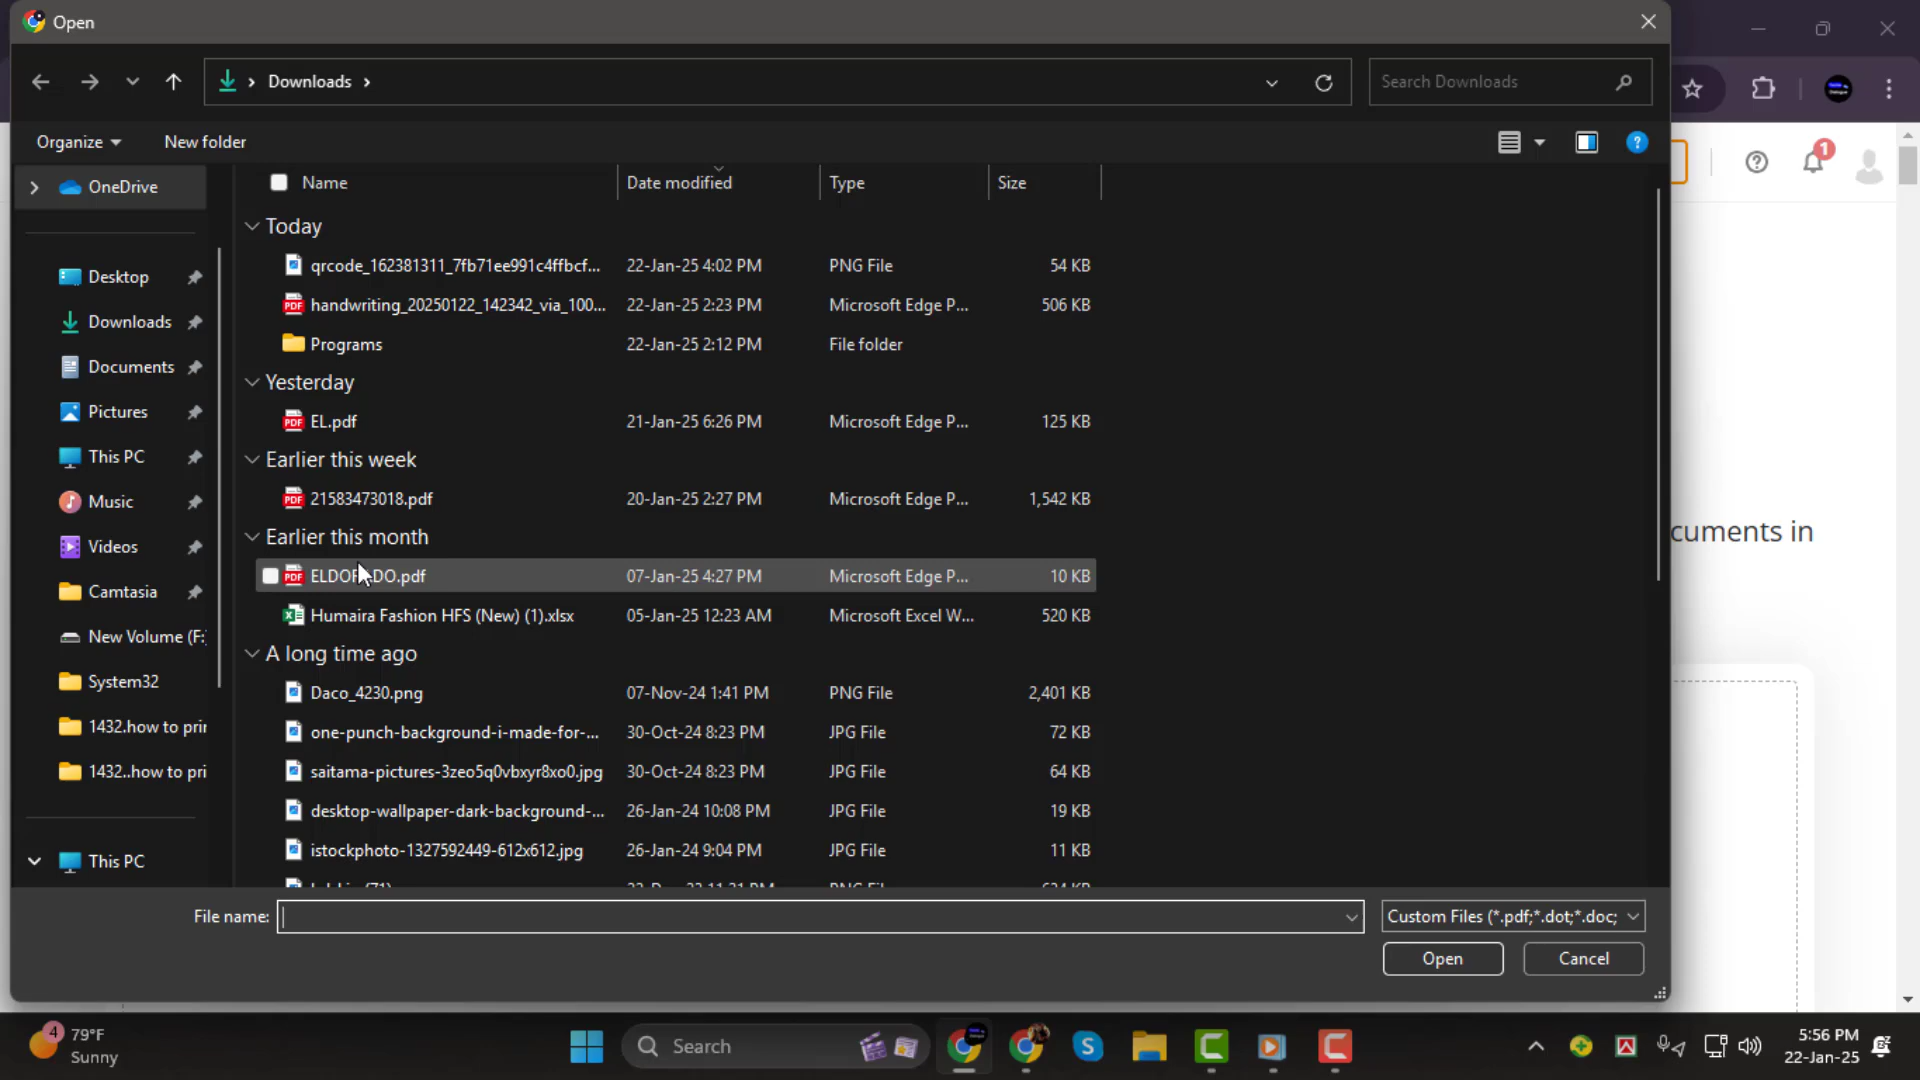 Open
Downloads
Search Downloads
Organize
New folder
OneDrive
Desktop
Downloads
Documents
Pictures
This PC
Music
Videos
Camtasia
New Volume (F:
System32
1432.how to prin
1432..how to pri
This PC
Name Date modified Type Size
Today
qrcode_162381311_7fb71ee991c4ffbcf... 22-Jan-25 4:02 PM PNG File 54 KB
handwriting_20250122_142342_via_100... 22-Jan-25 2:23 PM Microsoft Edge P... 506 KB
Programs 22-Jan-25 2:12 PM File folder
Yesterday
EL.pdf 21-Jan-25 6:26 PM Microsoft Edge P... 125 KB
Earlier this week
21583473018.pdf 20-Jan-25 2:27 PM Microsoft Edge P... 1,542 KB
Earlier this month
ELDORADO.pdf 07-Jan-25 4:27 PM Microsoft Edge P... 10 KB
Humaira Fashion HFS (New) (1).xlsx 05-Jan-25 12:23 AM Microsoft Excel W... 520 KB
A long time ago
Daco_4230.png 07-Nov-24 1:41 PM PNG File 2,401 KB
one-punch-background-i-made-for-... 30-Oct-24 8:23 PM JPG File 72 KB
saitama-pictures-3zeo5q0vbxyr8xo0.jpg 30-Oct-24 8:23 PM JPG File 64 KB
desktop-wallpaper-dark-background-... 26-Jan-24 10:08 PM JPG File 19 KB
istockphoto-1327592449-612x612.jpg 26-Jan-24 9:04 PM JPG File 11 KB
File name:
Custom Files (*.pdf;*.dot;*.doc;
Open
Cancel
1
cuments in
4
79°F
Sunny
Search
5:56 PM
22-Jan-25